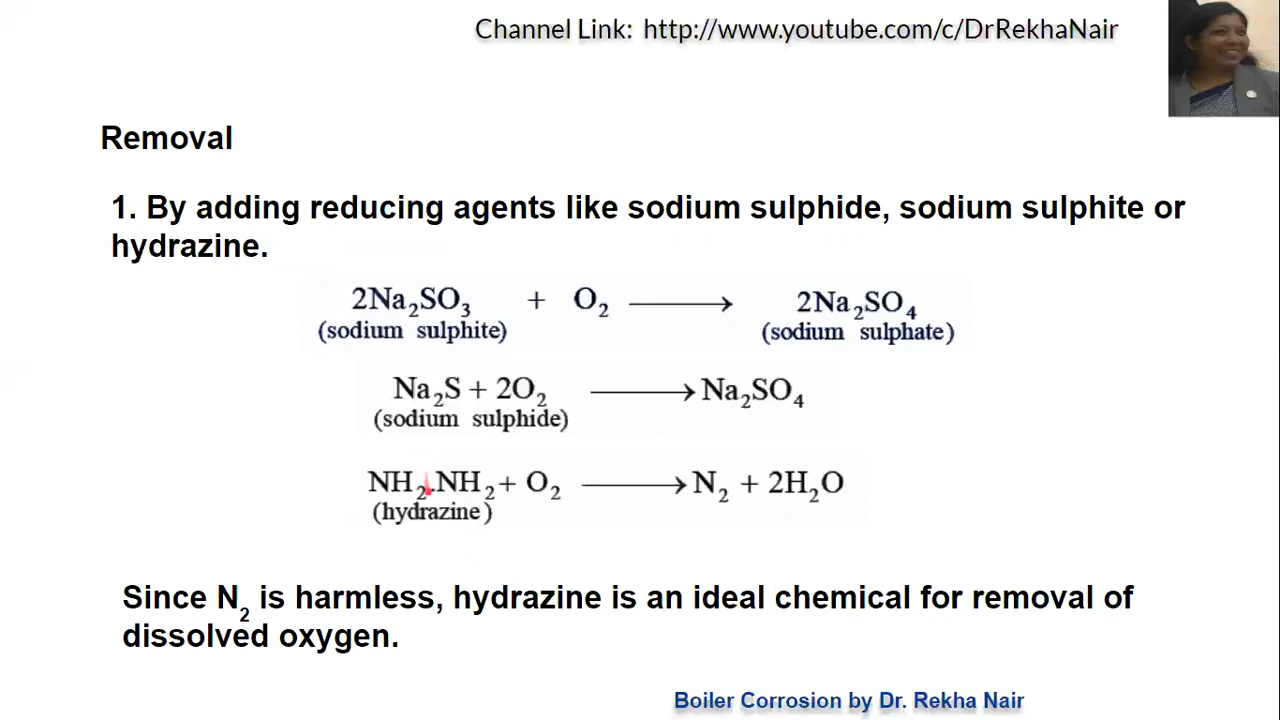 Channel Link: http://www.youtube.com/c/DrRekhaNair
Removal
1. By adding reducing agents like sodium sulphide, sodium sulphite or
hydrazine.
2Na₂SO₃ + O₂ ⟶ 2Na₂SO₄
(sodium sulphite) (sodium sulphate)
Na₂S + 2O₂ ⟶ Na₂SO₄
(sodium sulphide)
NH₂.NH₂ + O₂ ⟶ N₂ + 2H₂O
(hydrazine)
Since N₂ is harmless, hydrazine is an ideal chemical for removal of
dissolved oxygen.
Boiler Corrosion by Dr. Rekha Nair